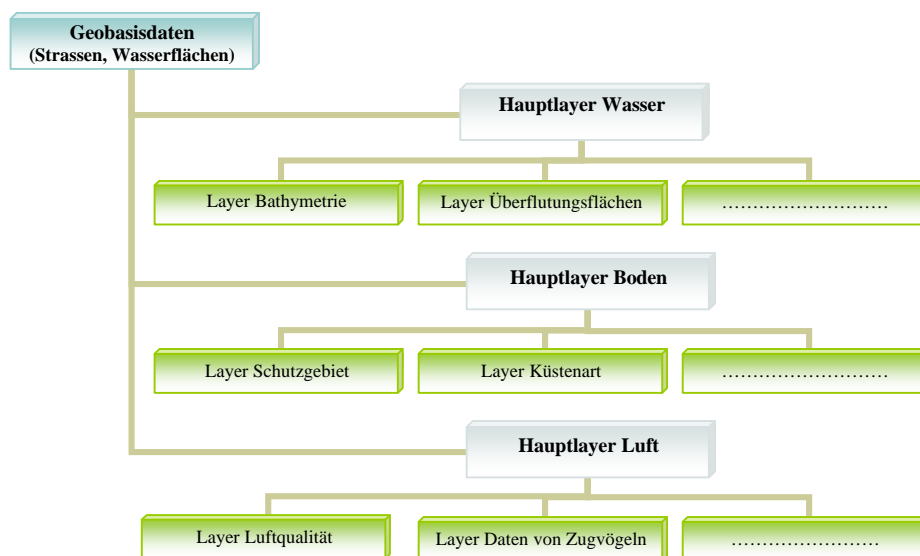 Geobasisdaten
(Strassen, Wasserflächen)
Hauptlayer Wasser
Layer Bathymetrie
Layer Überflutungsflächen
……………………….
Hauptlayer Boden
Layer Schutzgebiet
Layer Küstenart
……………………….
Hauptlayer Luft
Layer Luftqualität
Layer Daten von Zugvögeln
…………………….